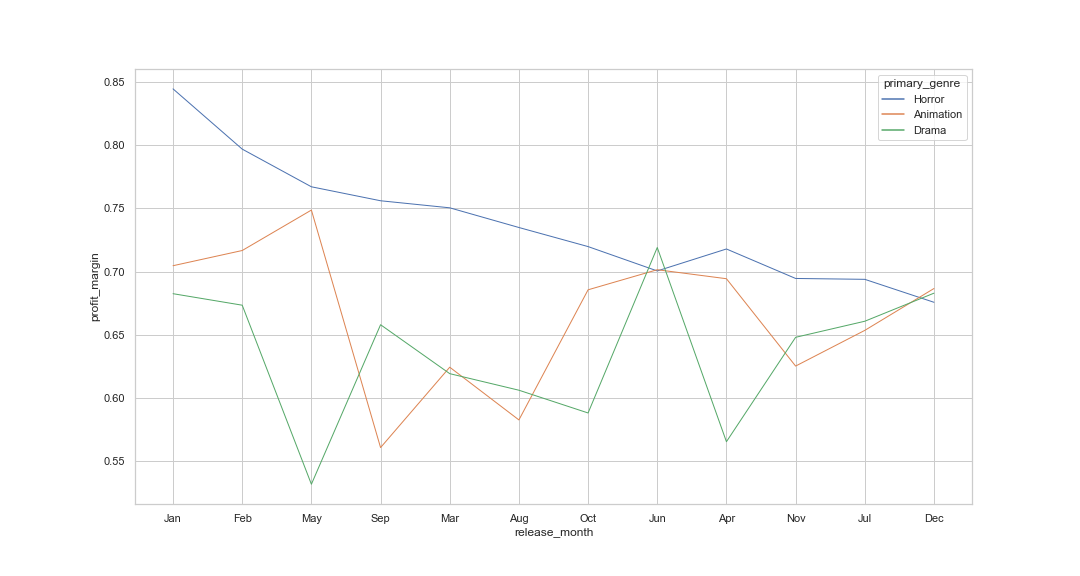 primary_genre
Horror
Animation
Drama
0.85
0.80
0.75
0.70
0.65
0.60
0.55
profit_margin
Jan Feb May Sep Mar Aug Oct Jun Apr Nov Jul Dec
release_month